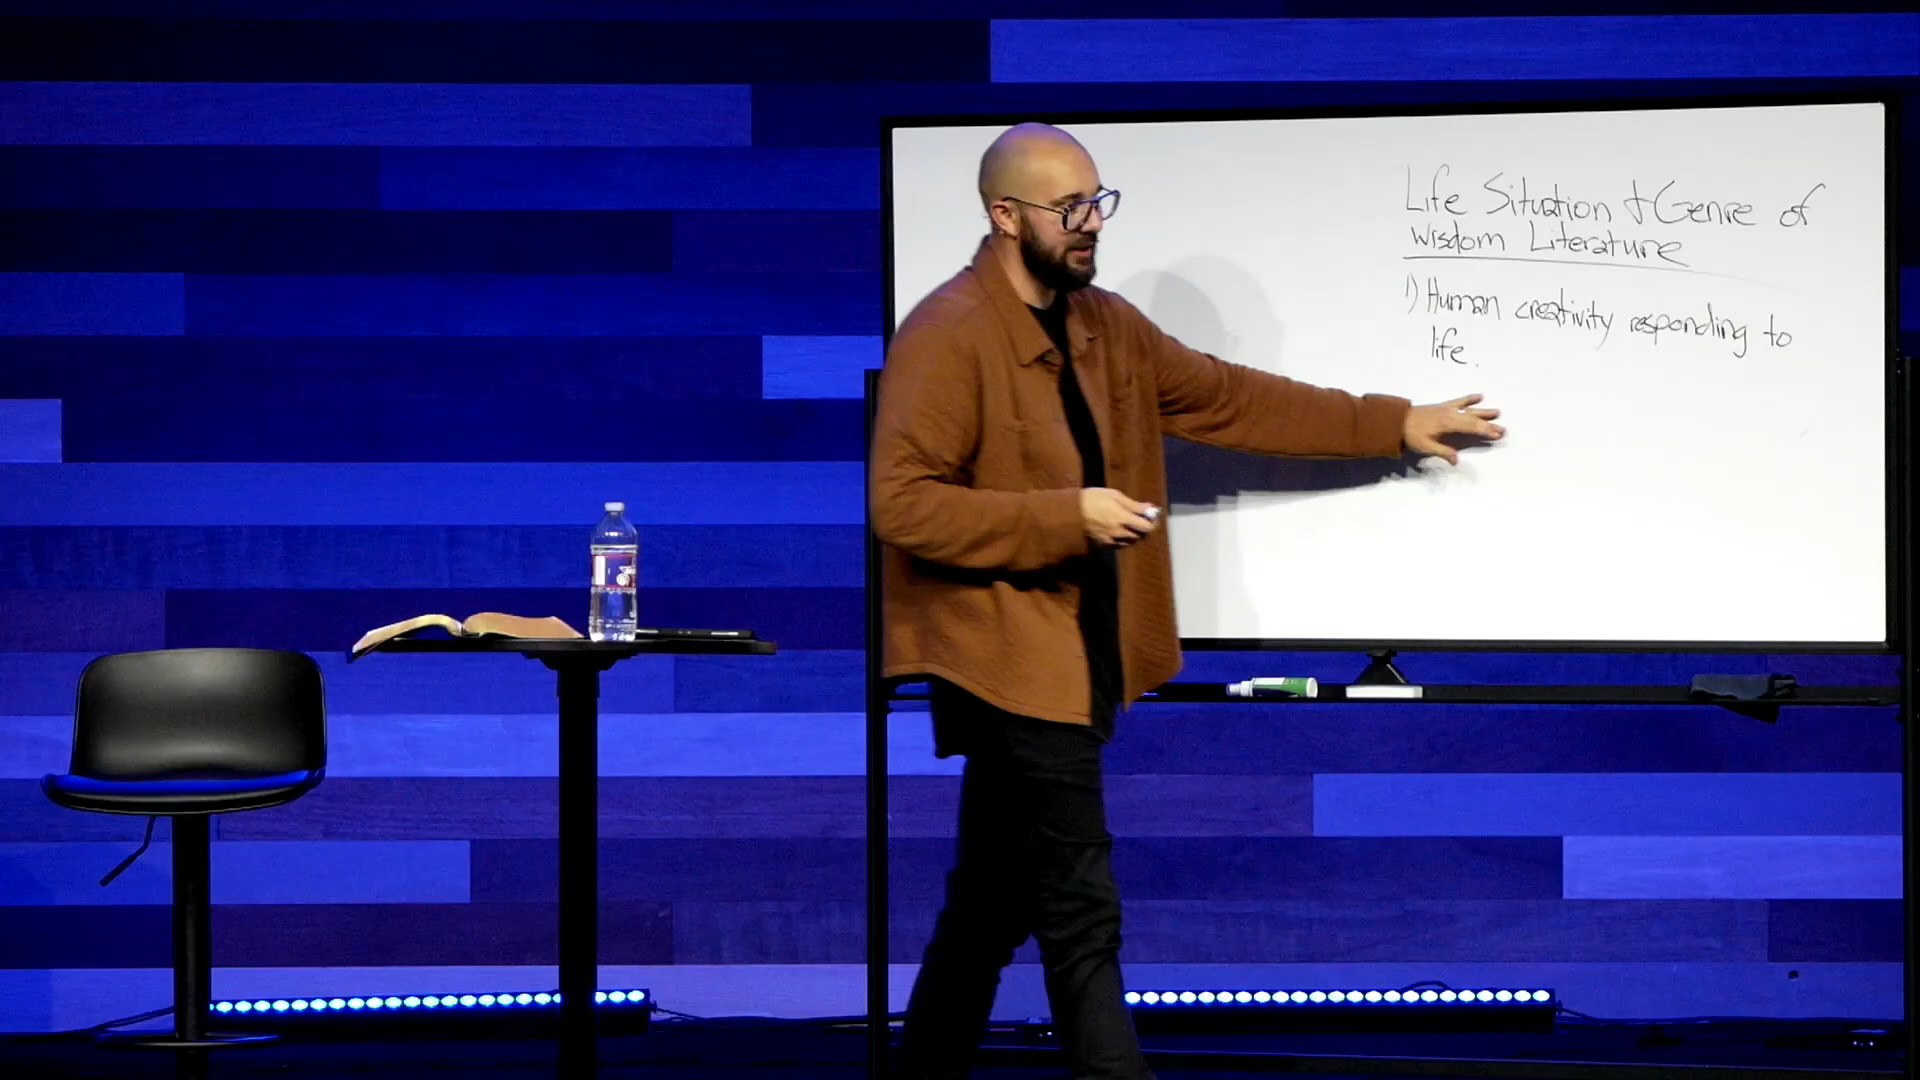 Life Situation & Genre of
Wisdom Literature
1) Human creativity responding to
life.